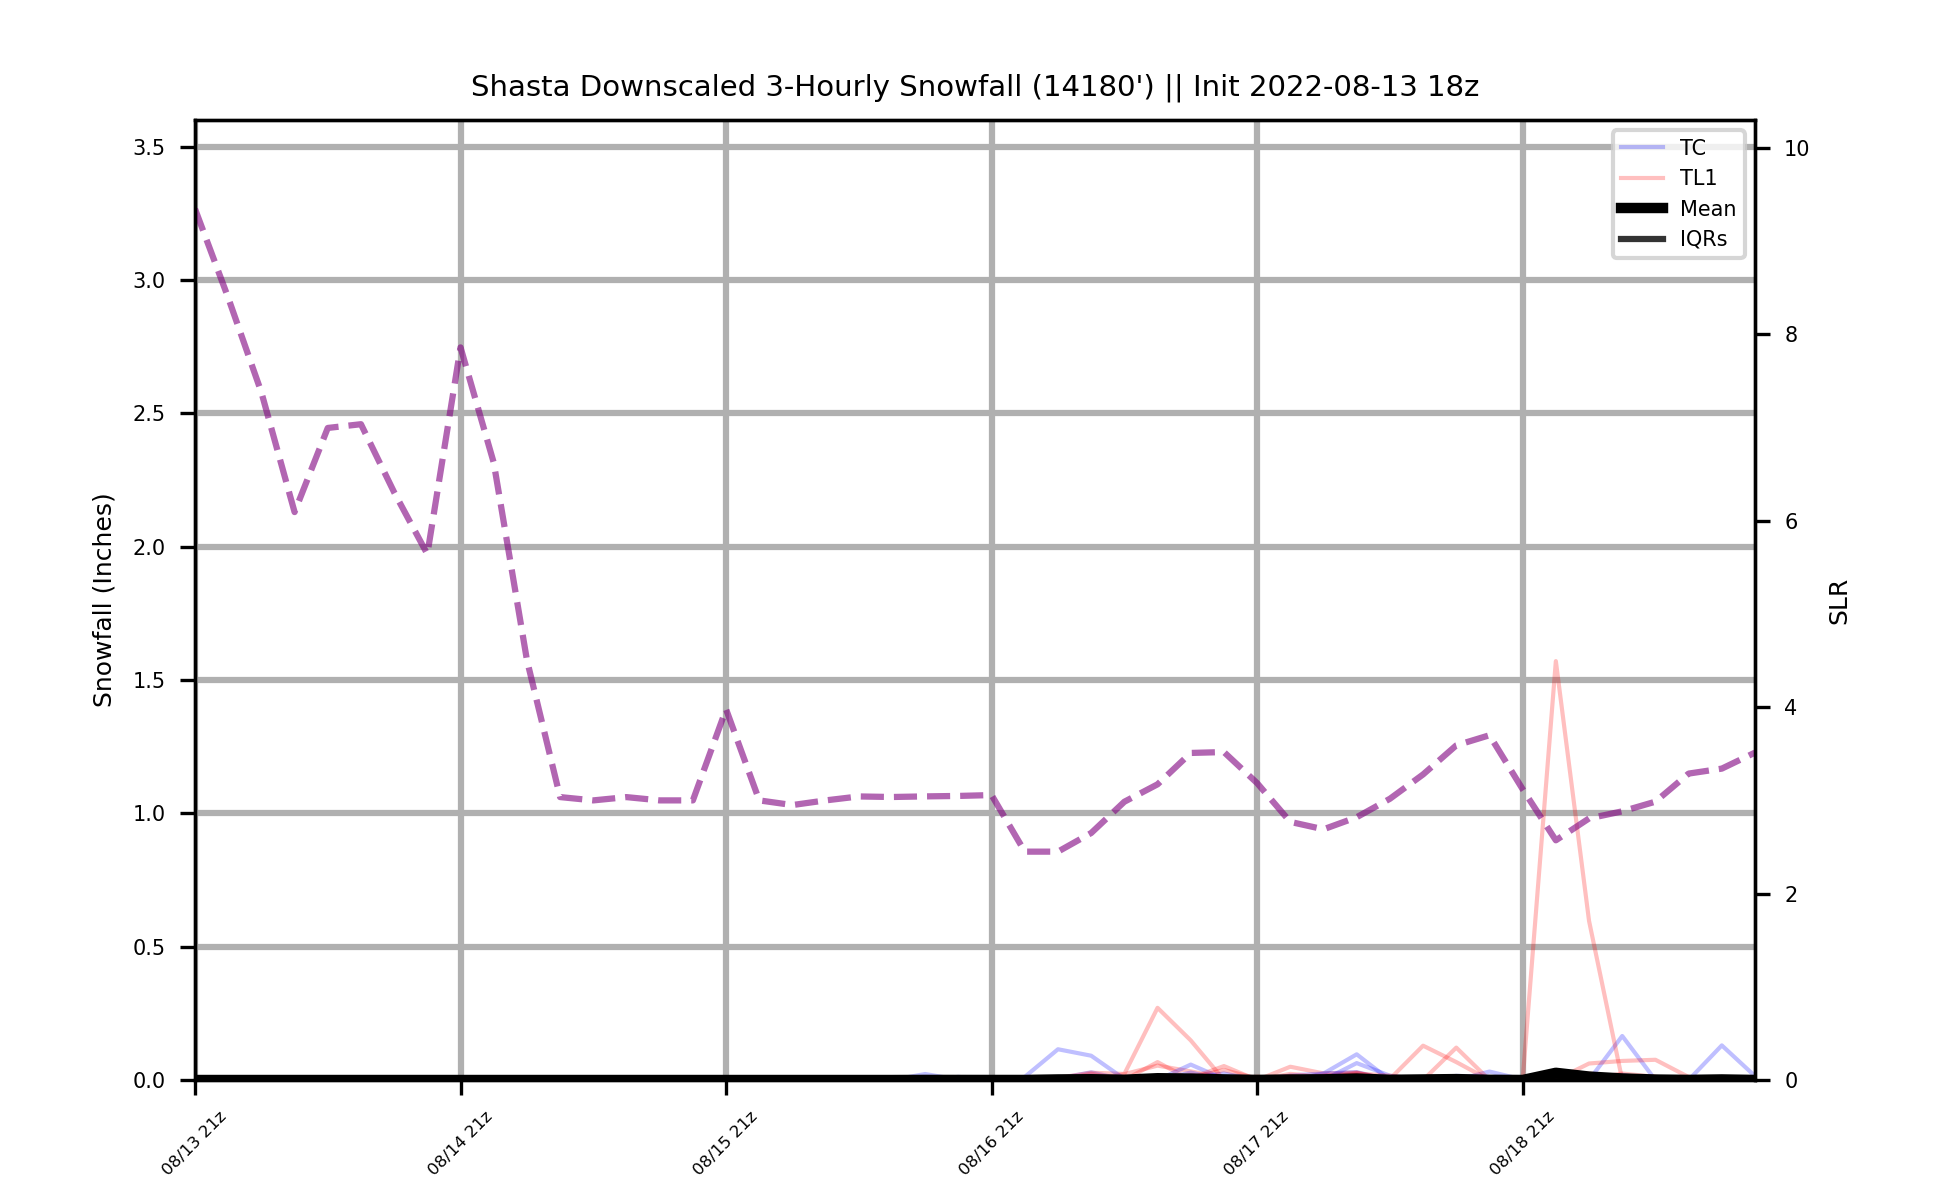 Shasta Downscaled 3-Hourly Snowfall (14180') || Init 2022-08-13 18z
TC
TL1
Mean
IQRs
Snowfall (Inches)
3.5
3.0
2.5
2.0
1.5
1.0
0.5
0.0
10
8
6
4
2
0
SLR
08/13 21z
08/14 21z
08/15 21z
08/16 21z
08/17 21z
08/18 21z